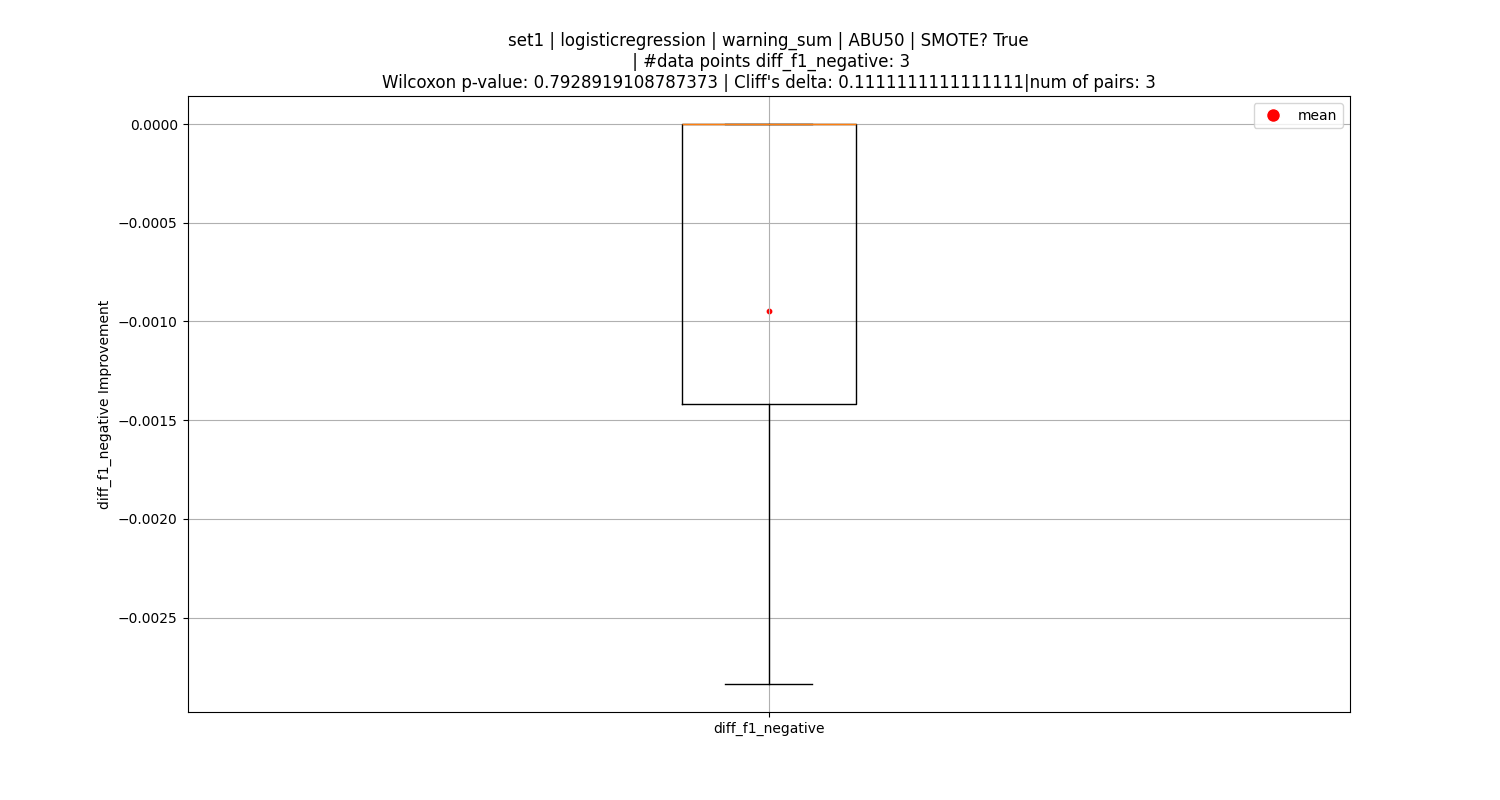 set1 | logisticregression | warning_sum | ABU50 | SMOTE? True
| #data points diff_f1_negative: 3
Wilcoxon p-value: 0.7928919108787373 | Cliff's delta: 0.1111111111111111|num of pairs: 3
mean
0.0000
−0.0005
−0.0010
−0.0015
−0.0020
−0.0025
diff_f1_negative Improvement
diff_f1_negative